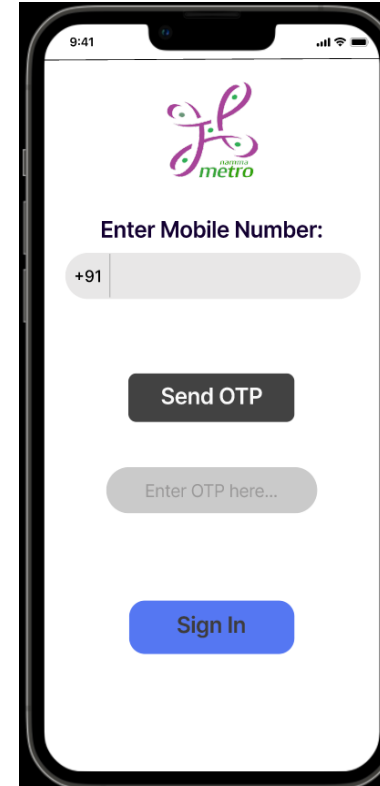 9:41
namma
metro
Enter Mobile Number:
+91
Send OTP
Enter OTP here...
Sign In